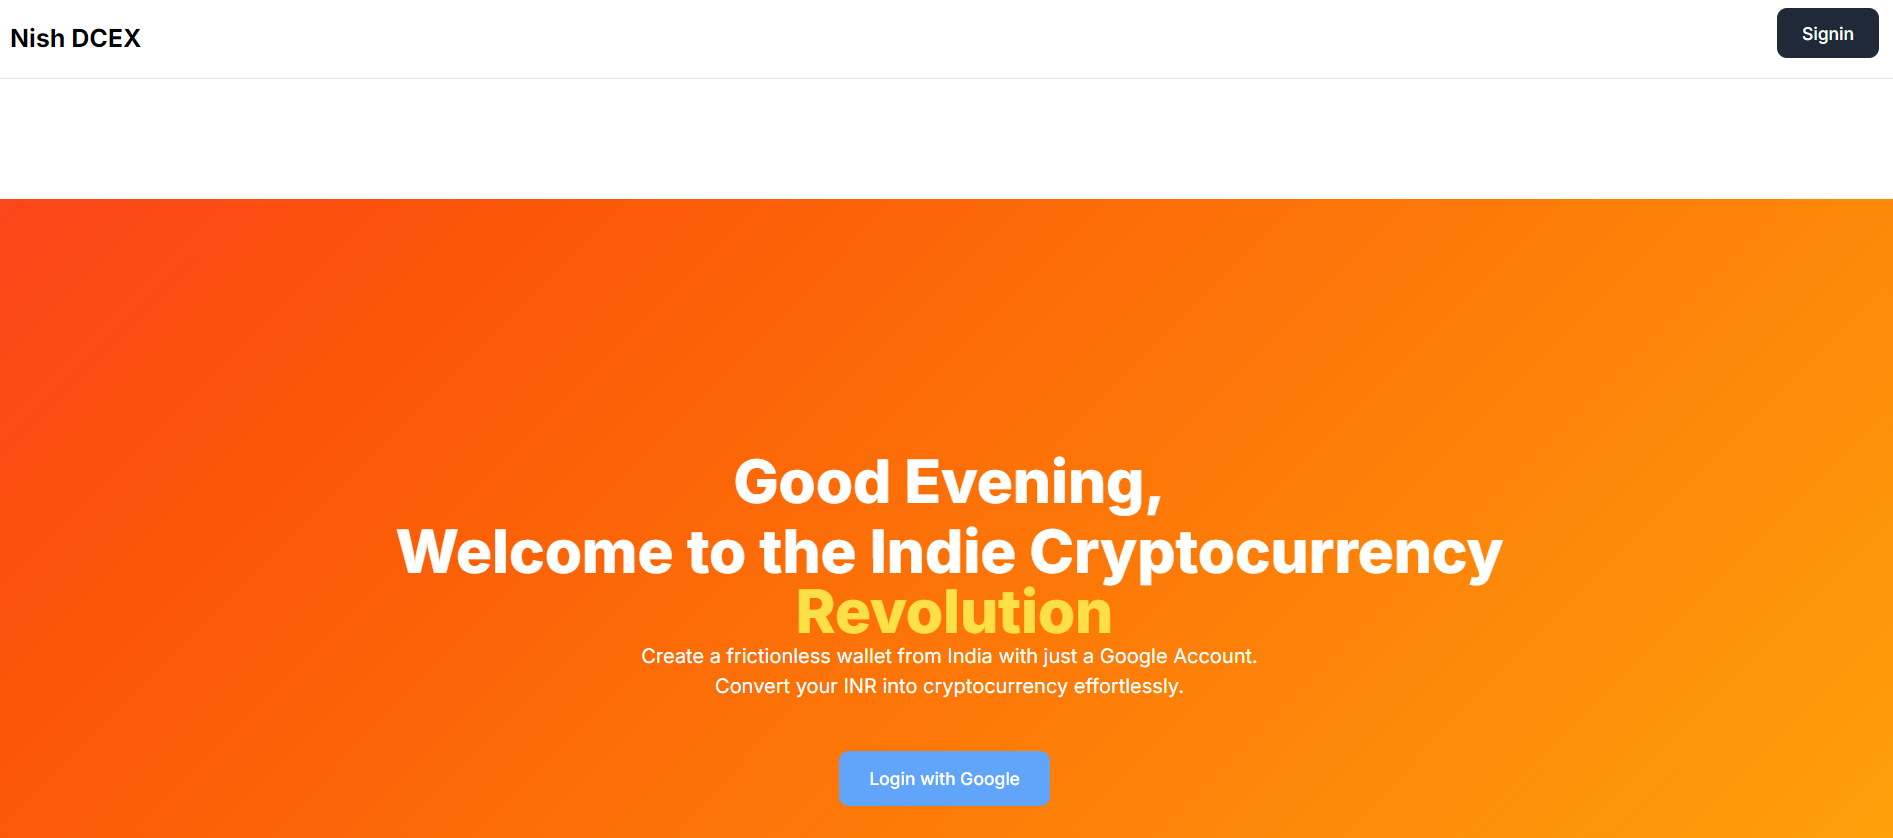 Nish DCEX
Signin
Good Evening,
Welcome to the Indie Cryptocurrency
Revolution
Create a frictionless wallet from India with just a Google Account.
Convert your INR into cryptocurrency effortlessly.
Login with Google